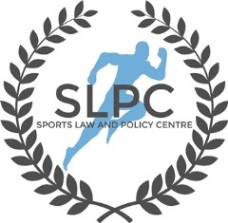 SLPC
SPORTS LAW AND POLICY CENTRE